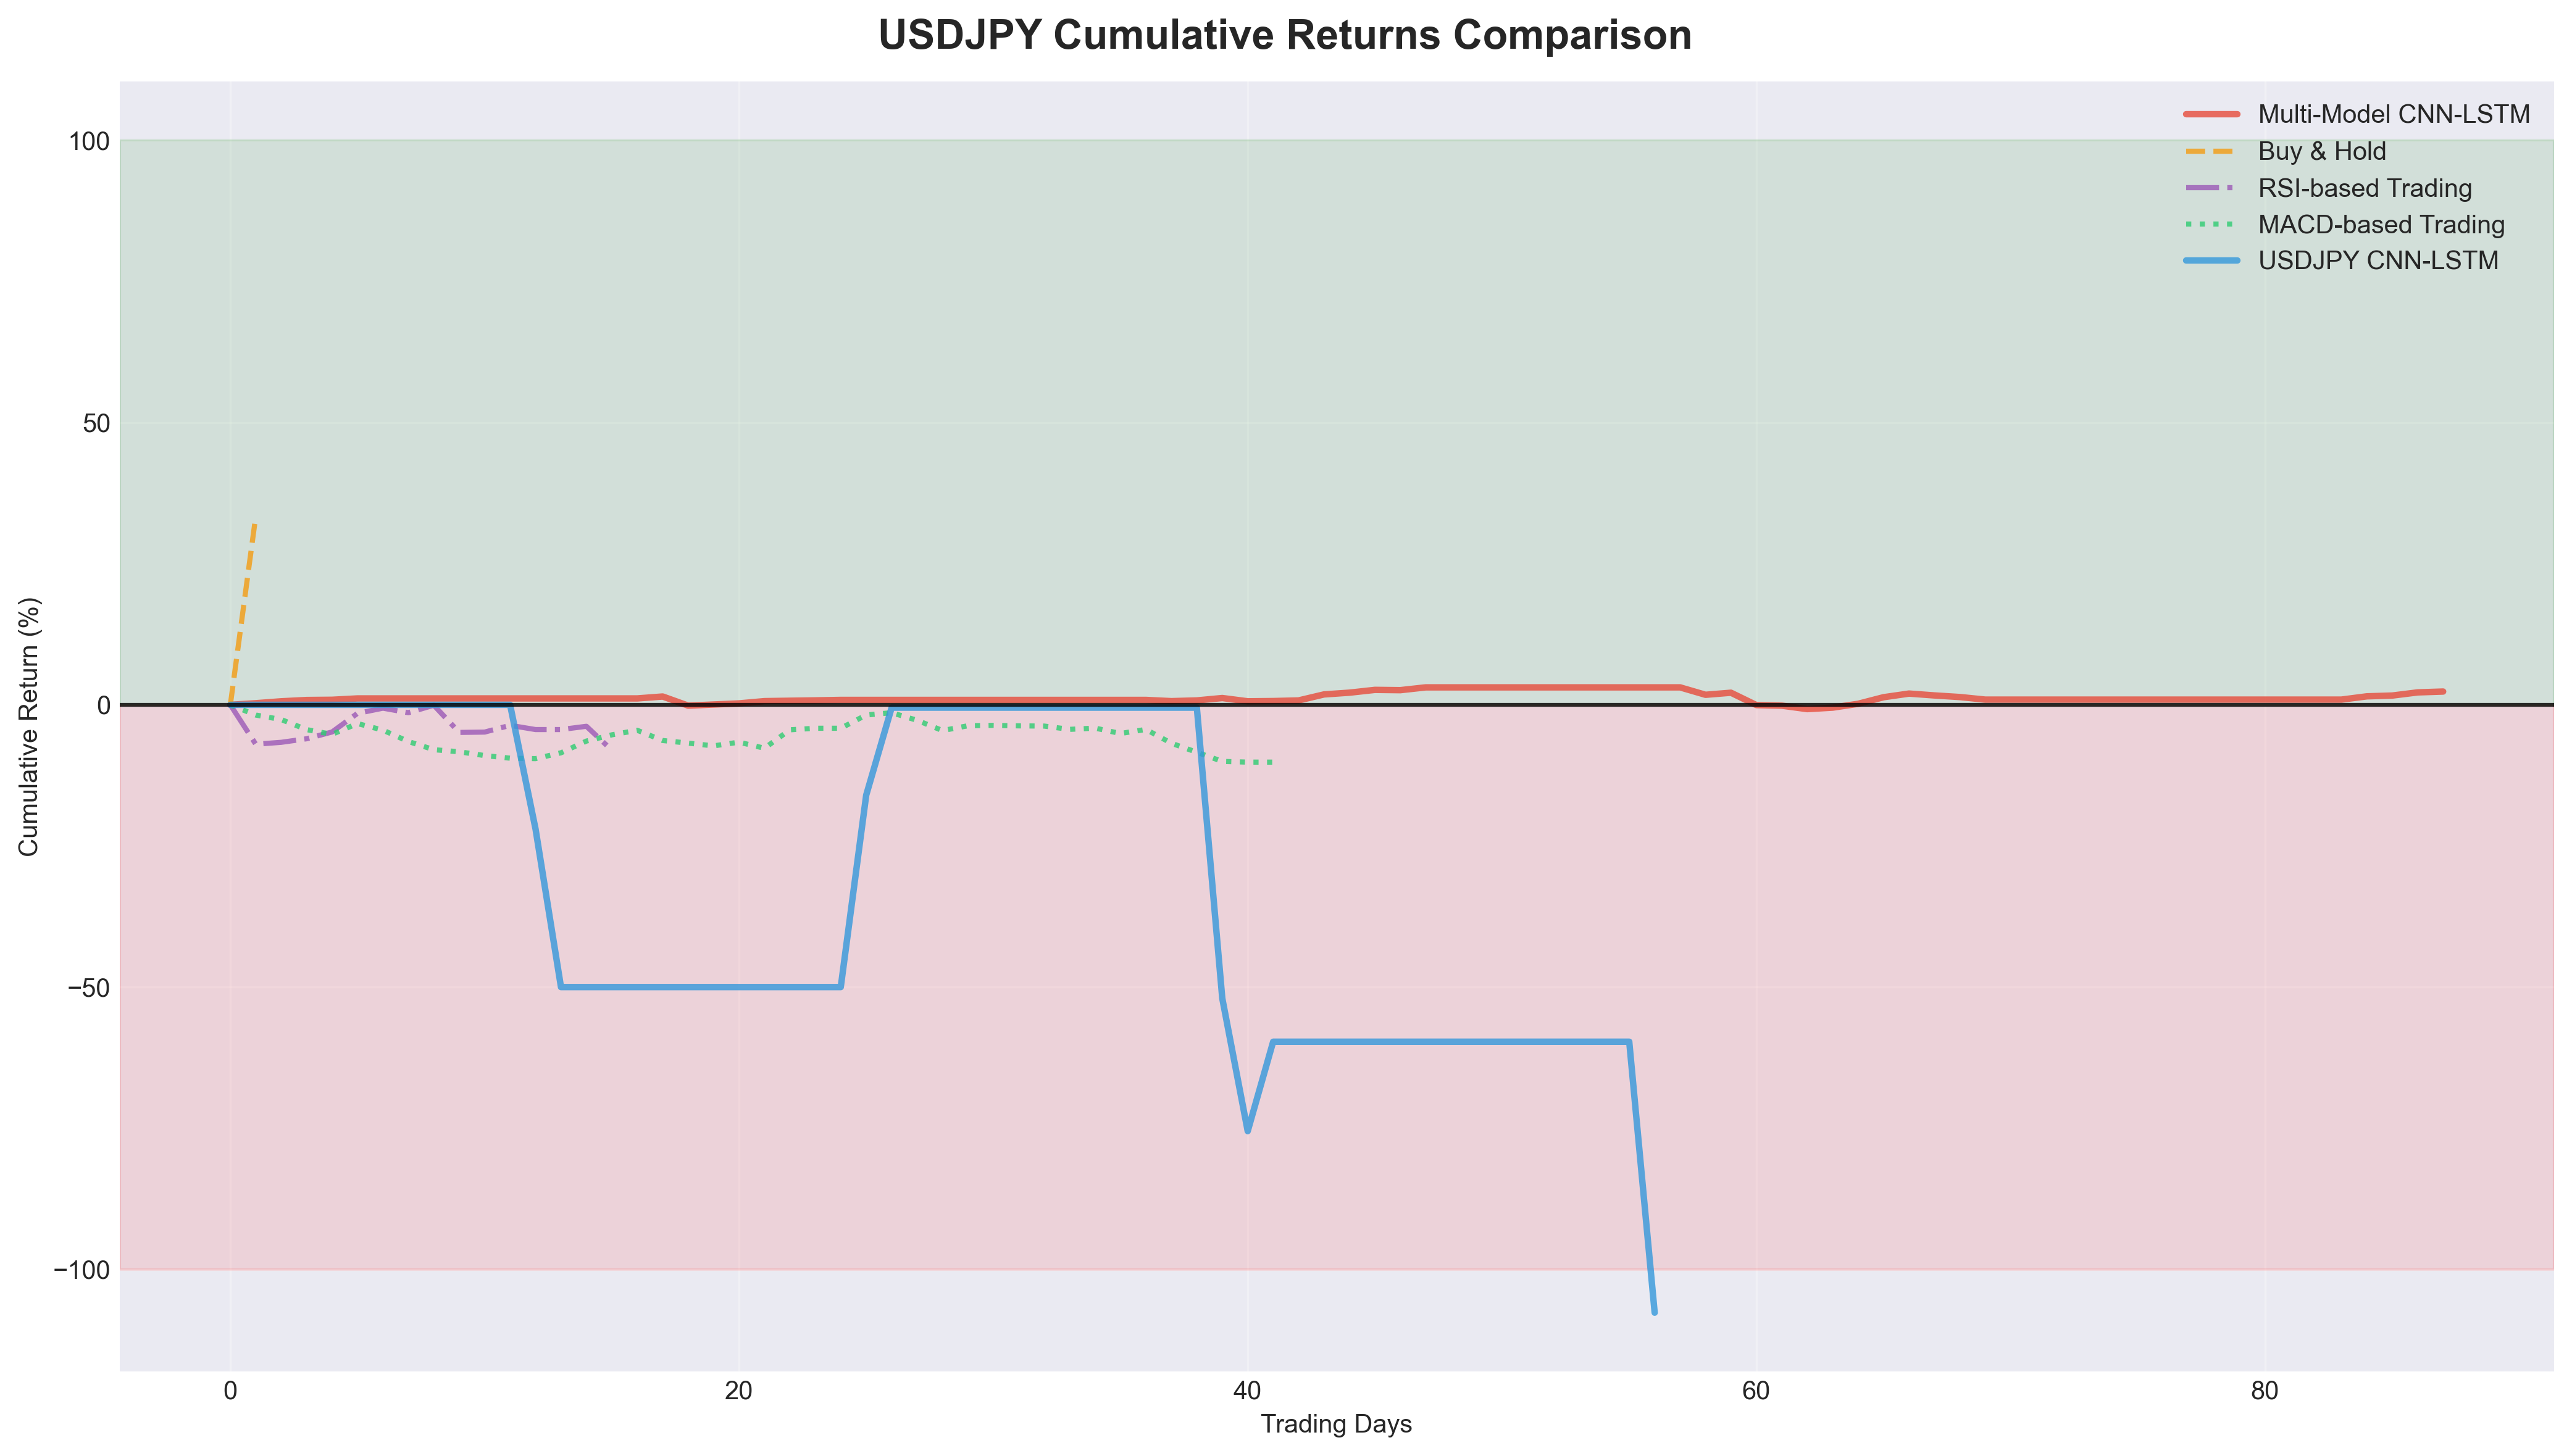 USDJPY Cumulative Returns Comparison
Multi-Model CNN-LSTM
Buy & Hold
RSI-based Trading
MACD-based Trading
USDJPY CNN-LSTM
Cumulative Return (%)
100
50
0
−50
−100
0 20 40 60 80
Trading Days